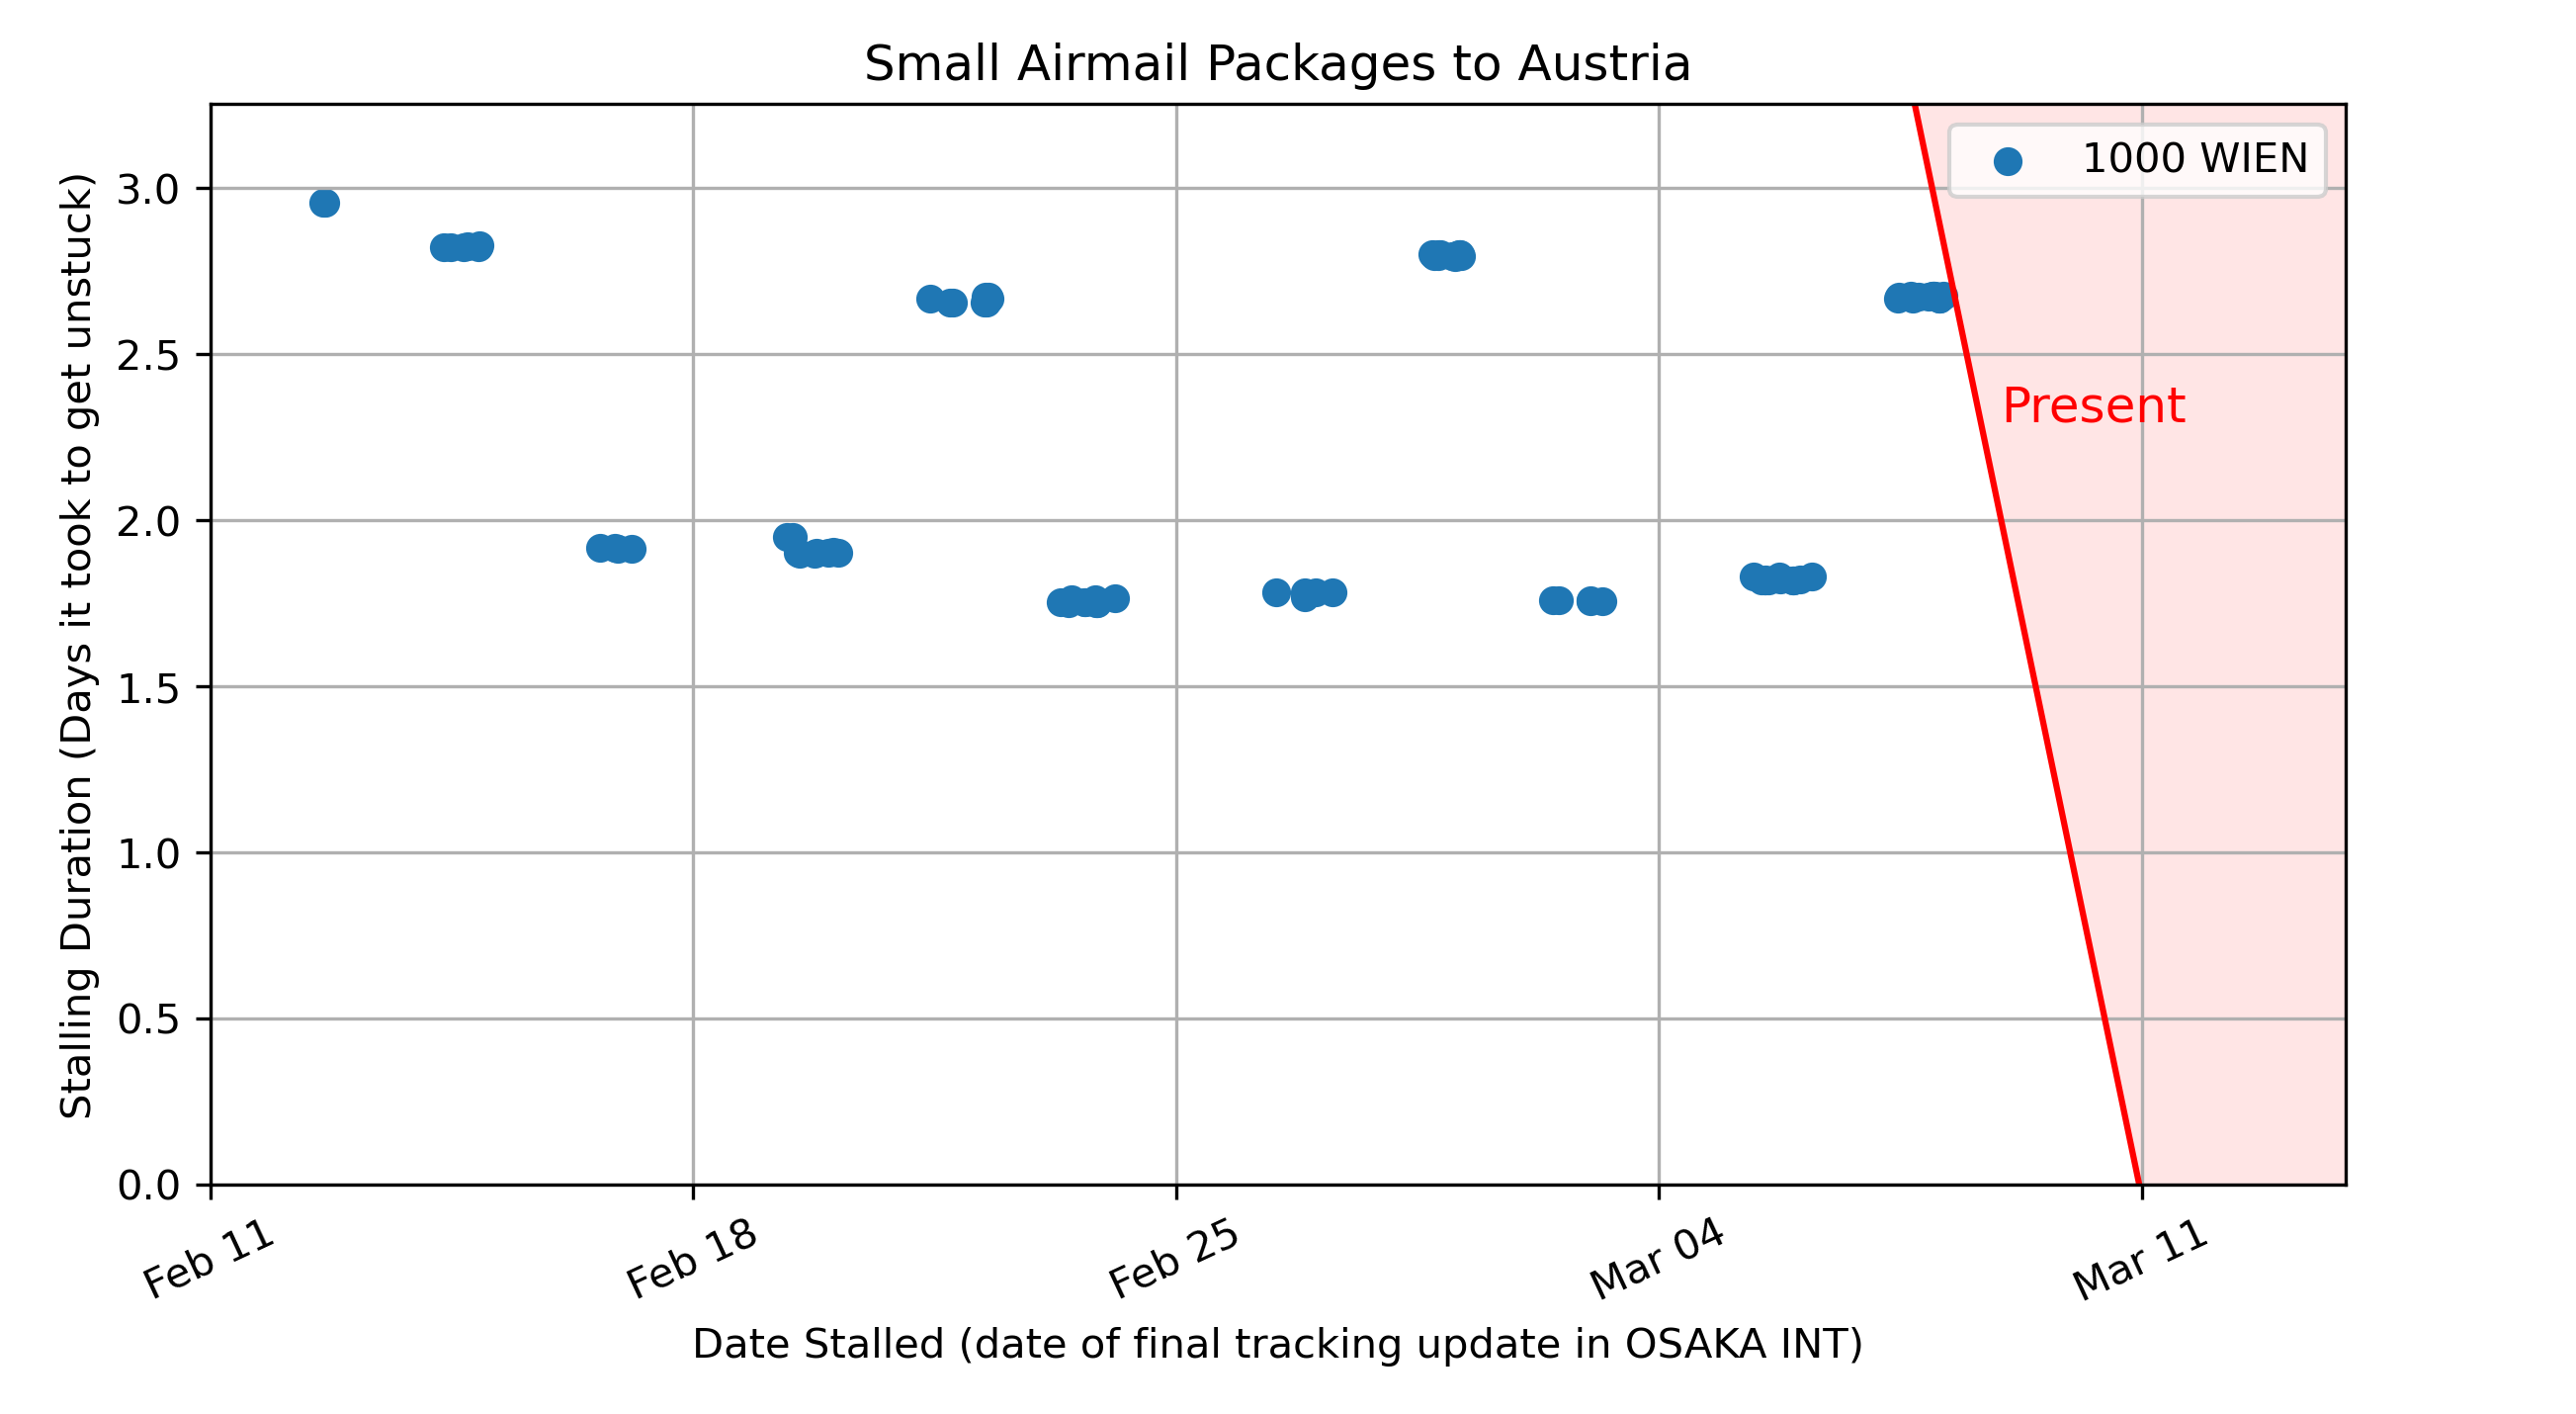 Small Airmail Packages to Austria
1000 WIEN
Present
Stalling Duration (Days it took to get unstuck)
3.0
2.5
2.0
1.5
1.0
0.5
0.0
Feb 11
Feb 18
Feb 25
Mar 04
Mar 11
Date Stalled (date of final tracking update in OSAKA INT)